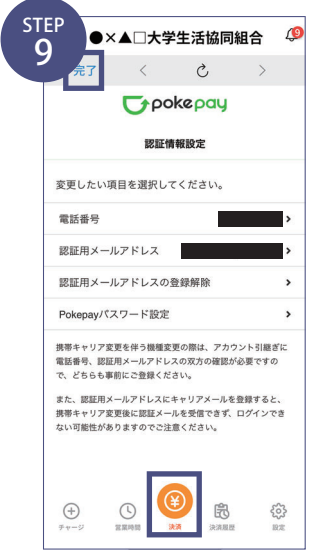 STEP
9
●×▲□大学生活協同組合
9
完了
pokepay
認証情報設定
変更したい項目を選択してください。
電話番号
認証用メールアドレス
認証用メールアドレスの登録解除
Pokepayパスワード設定
携帯キャリア変更を伴う機種変更の際は、アカウント引継ぎに
電話番号、認証用メールアドレスの双方の確認が必要ですの
で、どちらも事前にご登録ください。
また、認証用メールアドレスにキャリアメールを登録すると、
携帯キャリア変更後に認証メールを受信できず、ログインでき
ない可能性がありますのでご注意ください。
チャージ
営業時間
決済
決済履歴
設定